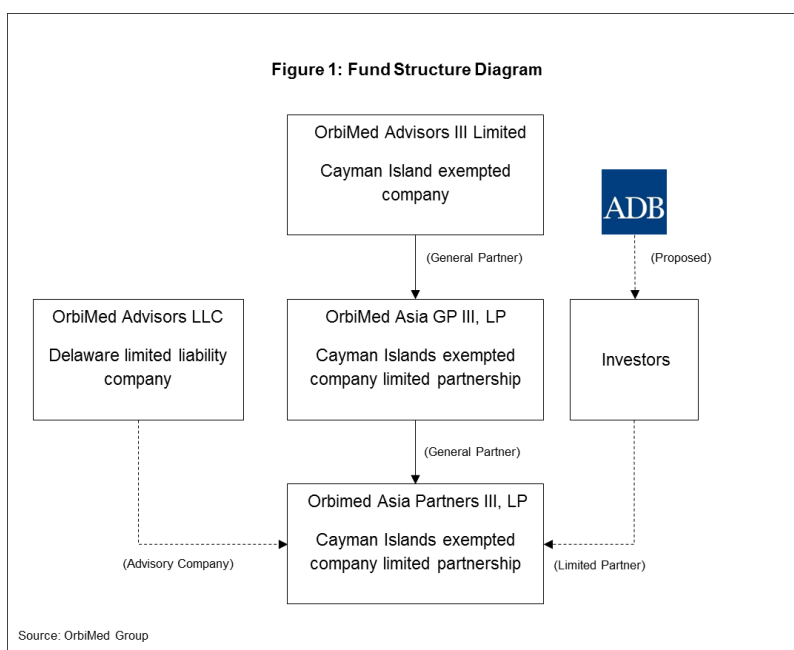 Figure 1: Fund Structure Diagram
OrbiMed Advisors III Limited
Cayman Island exempted
company
ADB
(General Partner)
(Proposed)
OrbiMed Advisors LLC
Delaware limited liability
company
OrbiMed Asia GP III, LP
Cayman Islands exempted
company limited partnership
Investors
(General Partner)
Orbimed Asia Partners III, LP
Cayman Islands exempted
company limited partnership
(Advisory Company)
(Limited Partner)
Source: OrbiMed Group